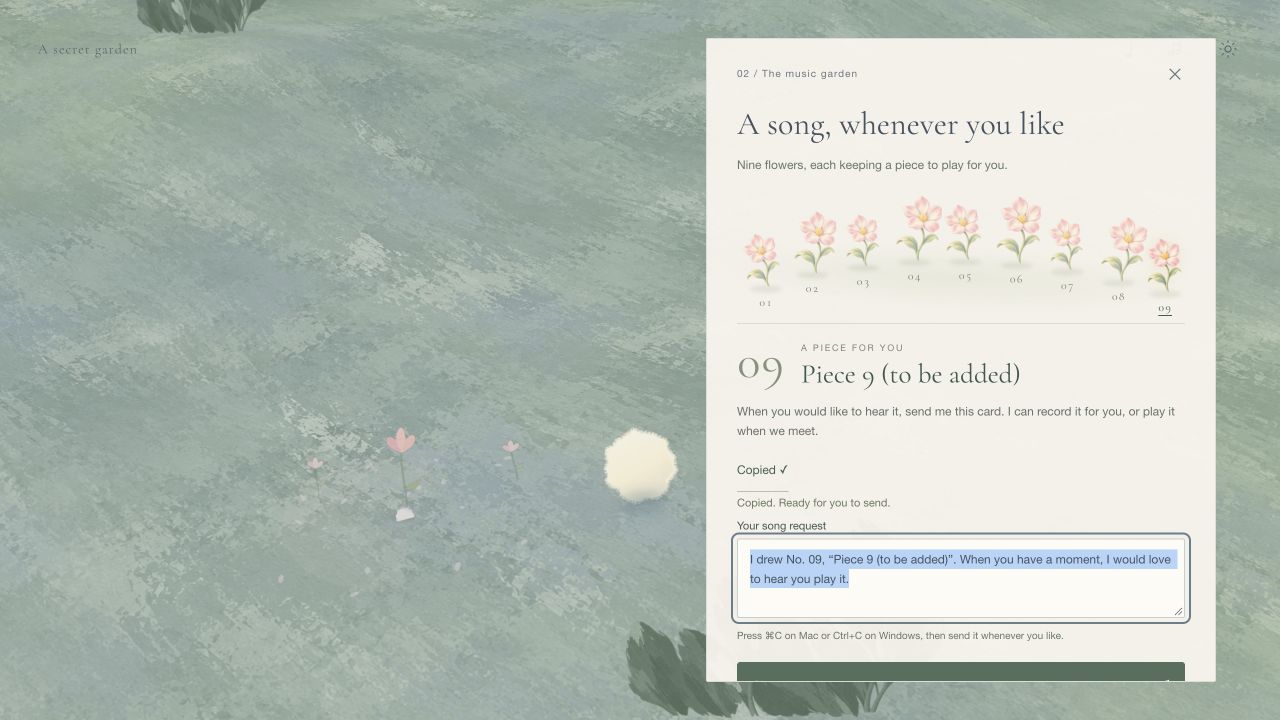 A secret garden
02 / The music garden
A song, whenever you like
Nine flowers, each keeping a piece to play for you.
01
02
03
04
05
06
07
08
09
A PIECE FOR YOU
09
Piece 9 (to be added)
When you would like to hear it, send me this card. I can record it for you, or play it
when we meet.
Copied ✓
Copied. Ready for you to send.
Your song request
I drew No. 09, “Piece 9 (to be added)”. When you have a moment, I would love
to hear you play it.
Press ⌘C on Mac or Ctrl+C on Windows, then send it whenever you like.